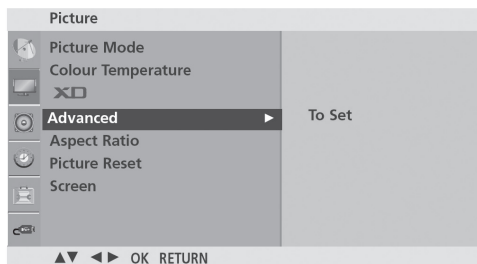 Picture
Picture Mode
Colour Temperature
XD
Advanced ► To Set
Aspect Ratio
Picture Reset
Screen
▲▼ ◄► OK RETURN